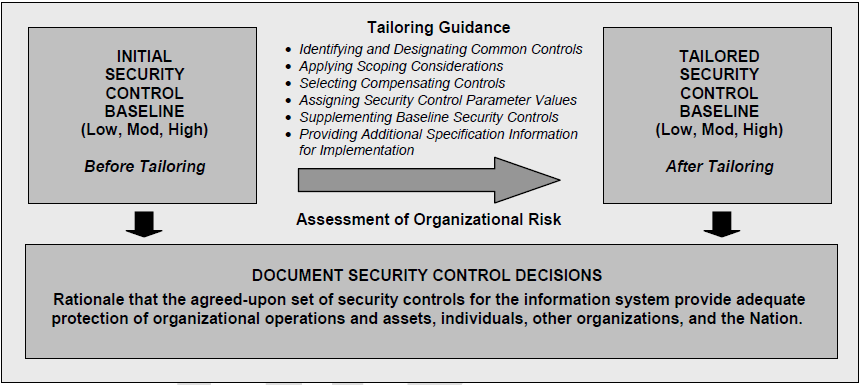 INITIAL
SECURITY
CONTROL
BASELINE
(Low, Mod, High)
Before Tailoring
Tailoring Guidance
• Identifying and Designating Common Controls
• Applying Scoping Considerations
• Selecting Compensating Controls
• Assigning Security Control Parameter Values
• Supplementing Baseline Security Controls
• Providing Additional Specification Information
for Implementation
Assessment of Organizational Risk
TAILORED
SECURITY
CONTROL
BASELINE
(Low, Mod, High)
After Tailoring
DOCUMENT SECURITY CONTROL DECISIONS
Rationale that the agreed-upon set of security controls for the information system provide adequate
protection of organizational operations and assets, individuals, other organizations, and the Nation.